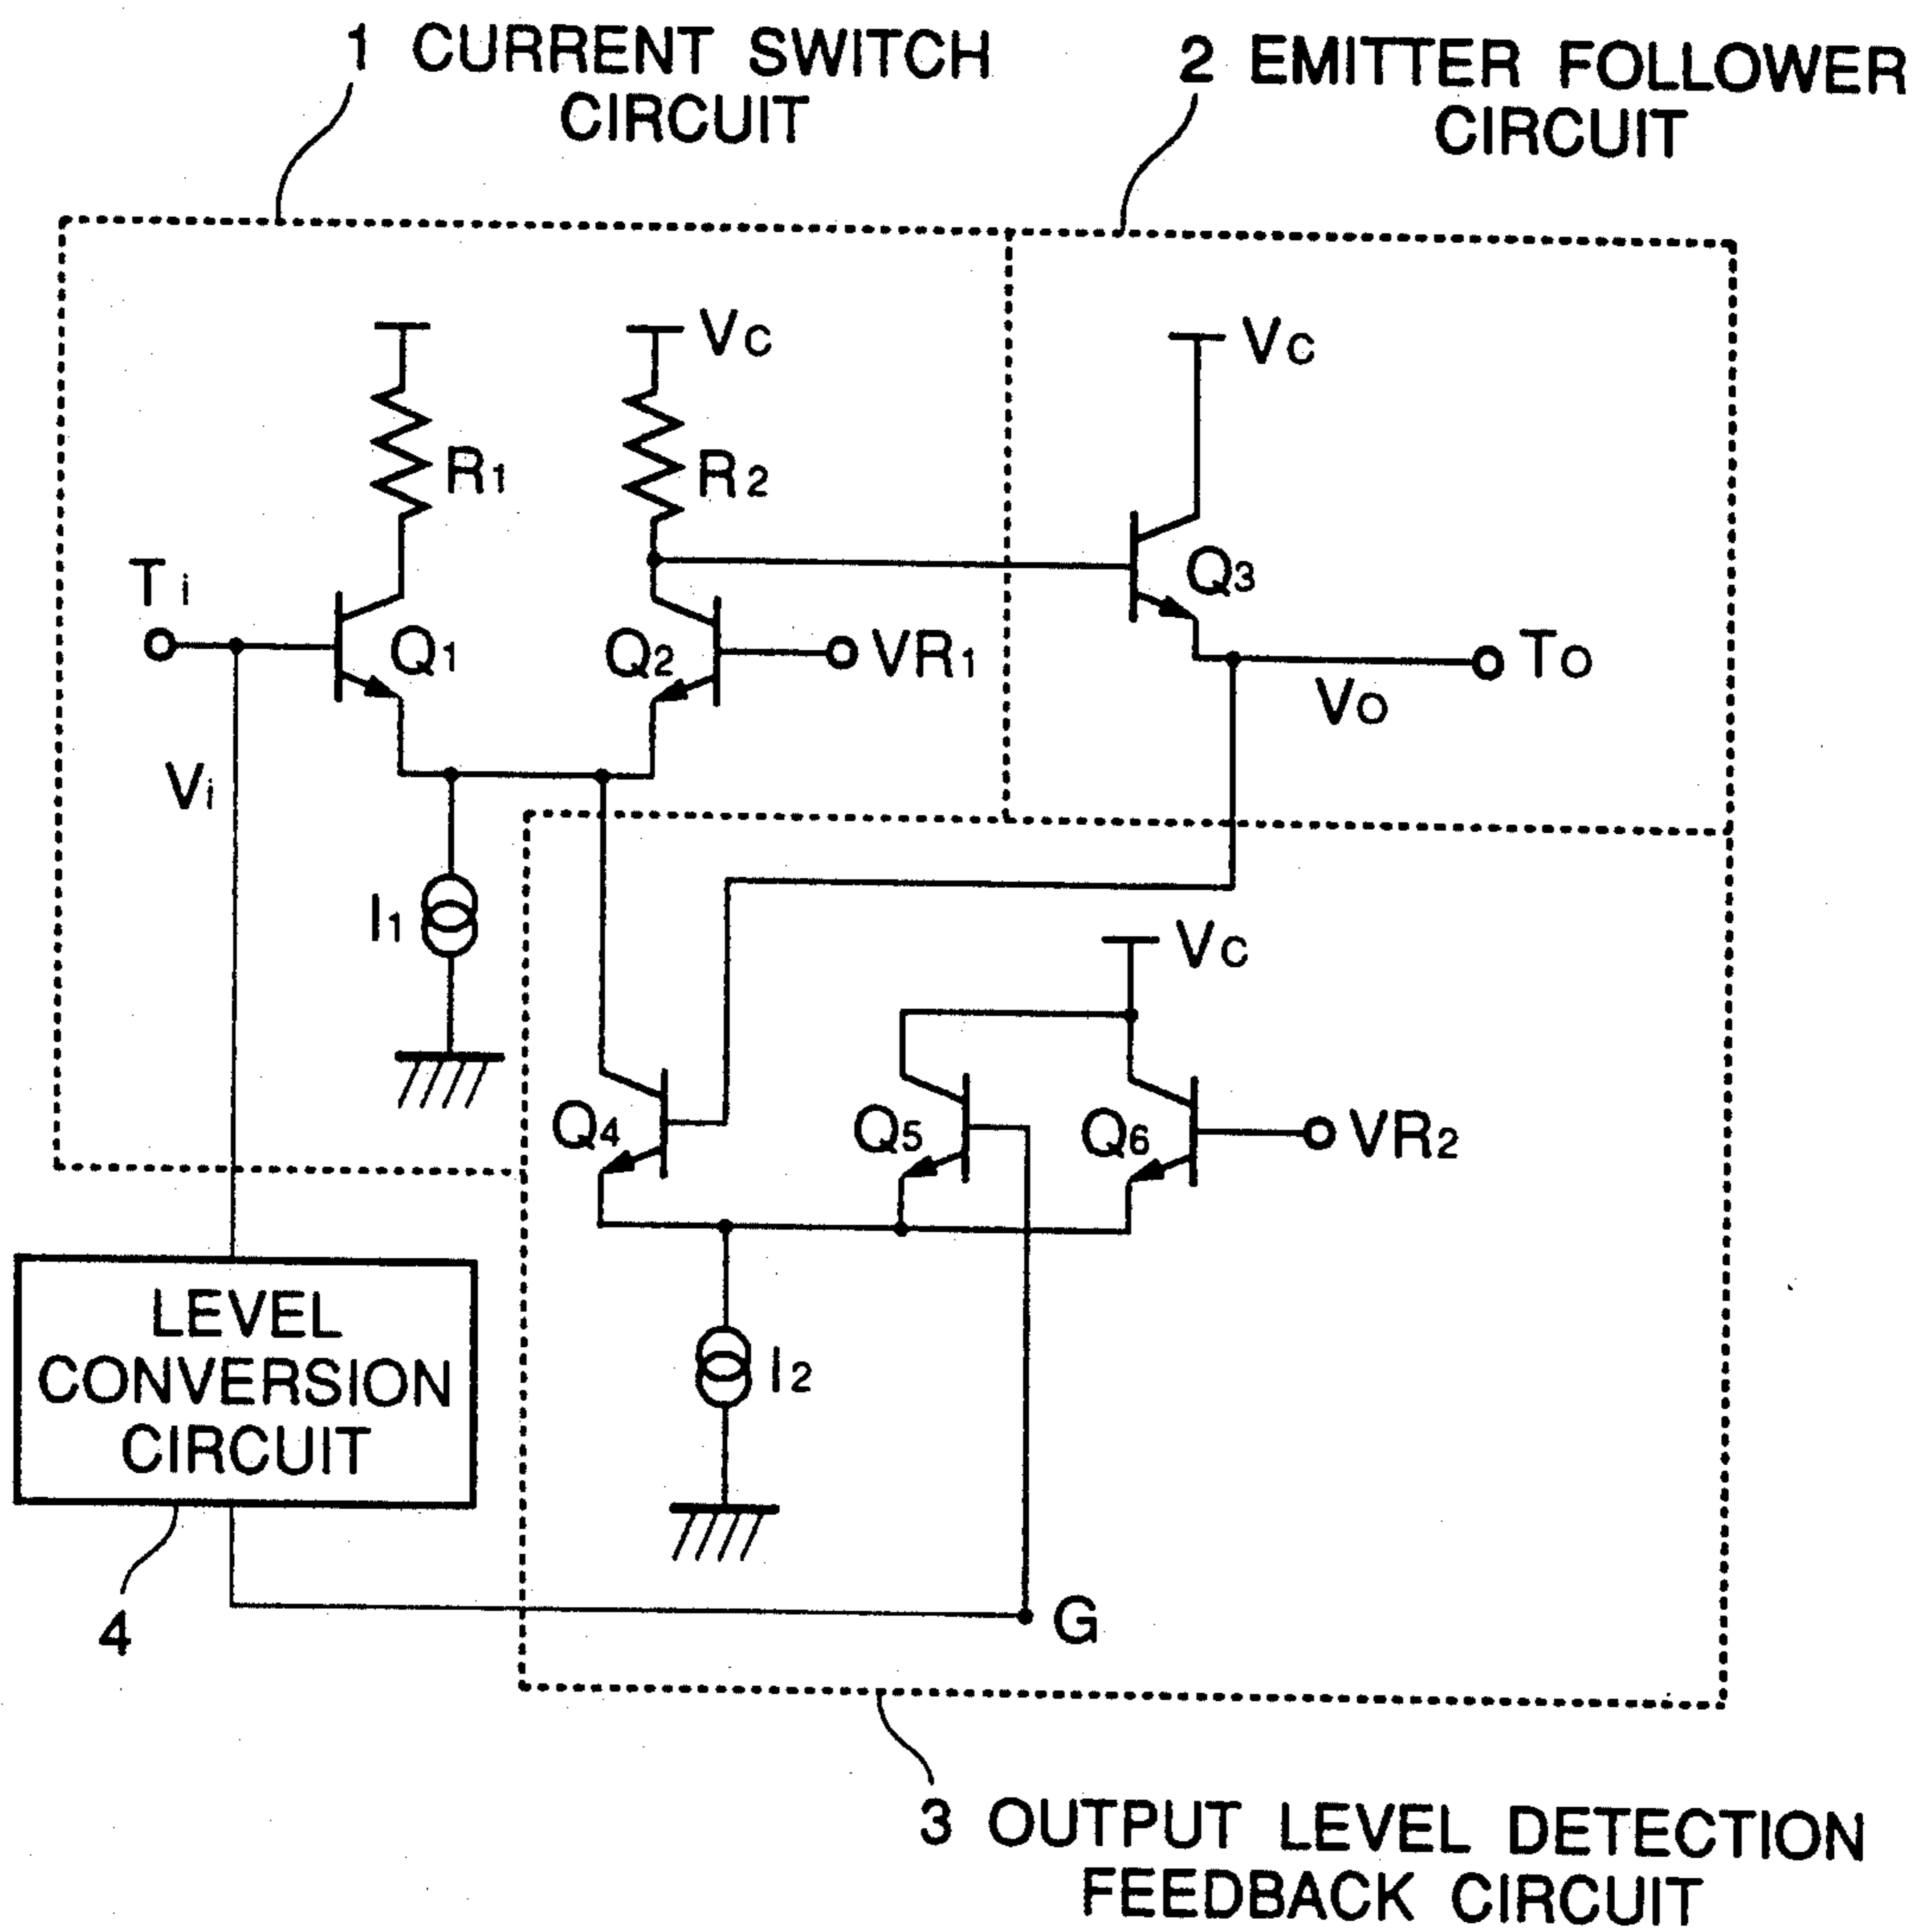 1 CURRENT SWITCH
CIRCUIT
2 EMITTER FOLLOWER
CIRCUIT
VC
VC
R1
R2
Ti
Q1
Q2
VR1
Q3
TO
VO
Vi
I1
VC
Q4
Q5
Q6
VR2
LEVEL
CONVERSION
CIRCUIT
I2
4
G
3 OUTPUT LEVEL DETECTION
FEEDBACK CIRCUIT